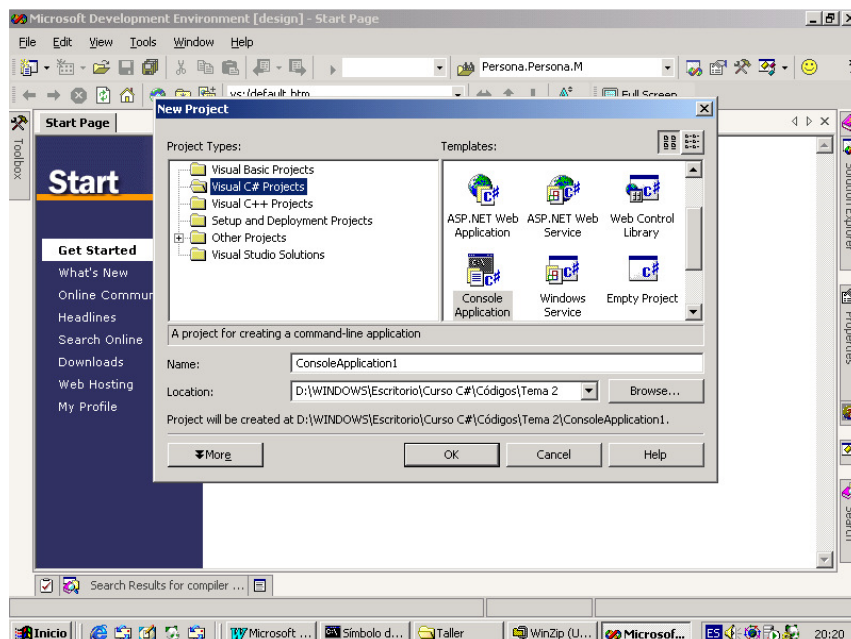 Microsoft Development Environment [design] - Start Page
File Edit View Tools Window Help
Persona.Persona.M
vs:/default.htm Full Screen
New Project
Start Page
Toolbox
Project Types:
Templates:
Start
Visual Basic Projects
Visual C# Projects
Visual C++ Projects
Setup and Deployment Projects
Other Projects
Visual Studio Solutions
ASP.NET Web Application
ASP.NET Web Service
Web Control Library
Console Application
Windows Service
Empty Project
Get Started
What's New
Online Commun
Headlines
Search Online
Downloads
Web Hosting
My Profile
A project for creating a command-line application
Name: ConsoleApplication1
Location: D:\WINDOWS\Escritorio\Curso C#\Códigos\Tema 2 Browse...
Project will be created at D:\WINDOWS\Escritorio\Curso C#\Códigos\Tema 2\ConsoleApplication1.
More OK Cancel Help
Solution Explorer
Properties
Search
Search Results for compiler ...
Inicio Microsoft ... Símbolo d... Taller WinZip (U... Microsof... ES 20:20